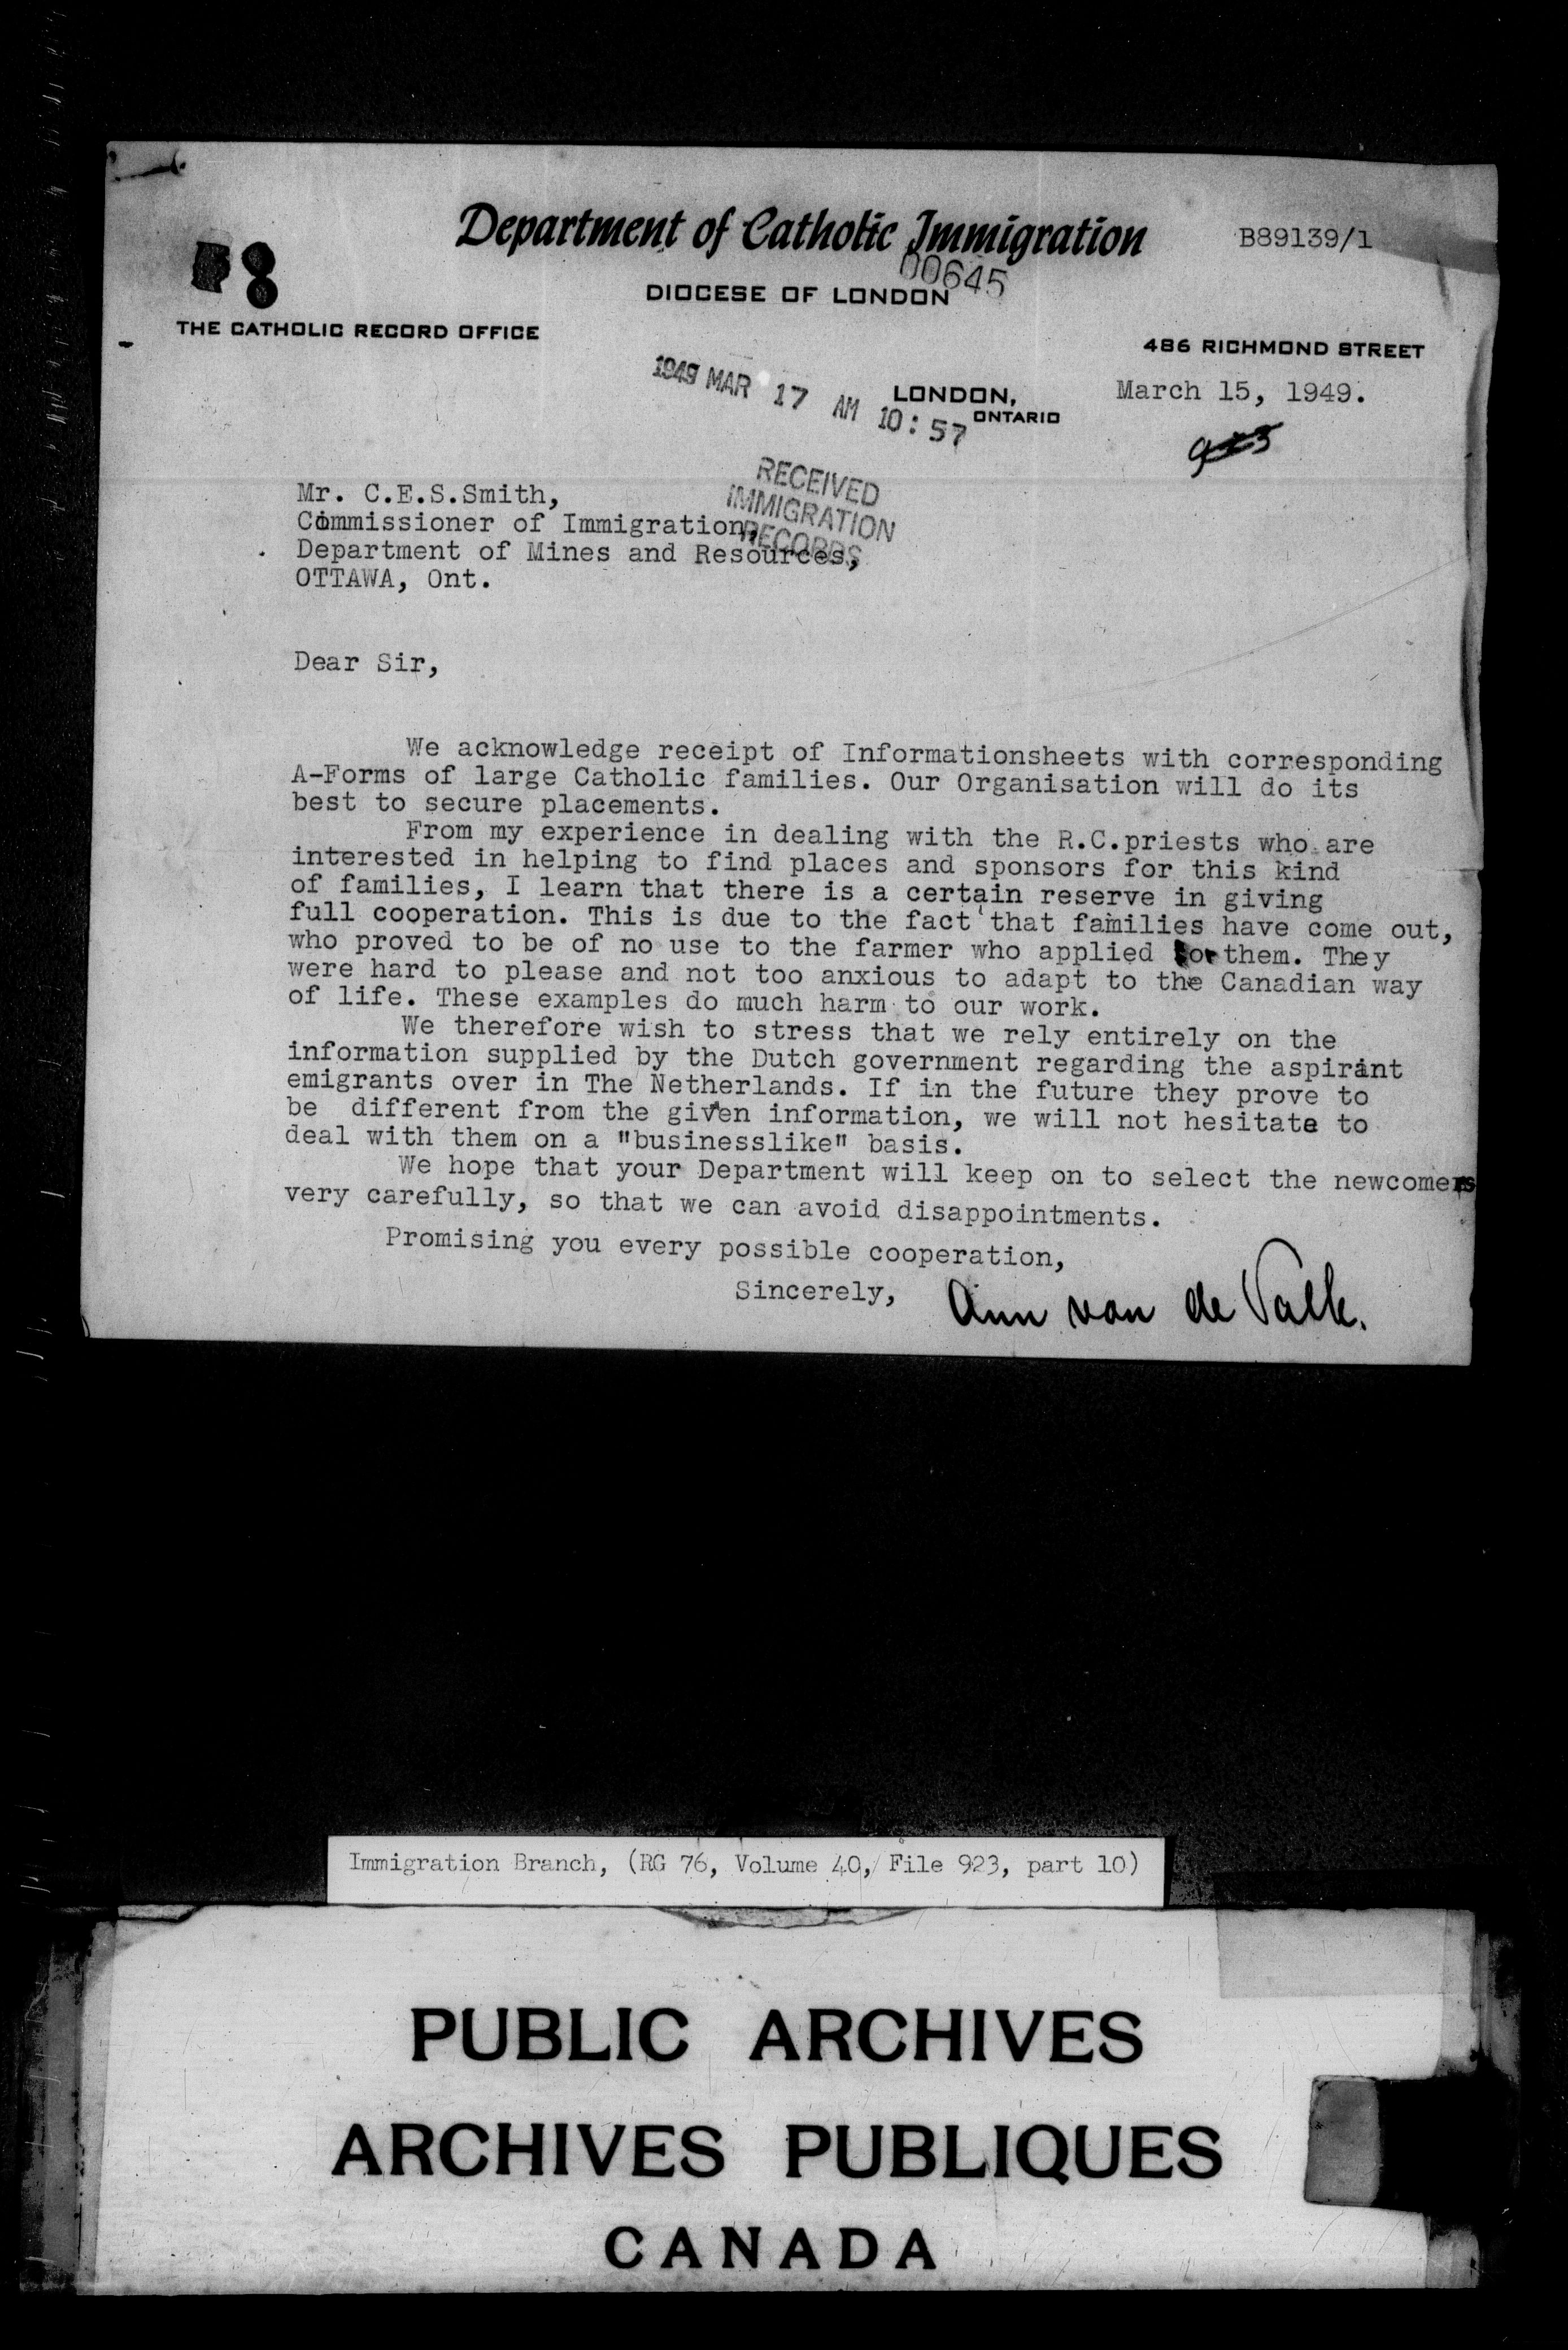 Department of Catholic Immigration
B89139/1
00645
DIOCESE OF LONDON
8
THE CATHOLIC RECORD OFFICE
486 RICHMOND STREET
1949 MAR 17 AM 10:57
LONDON,
ONTARIO
March 15, 1949.
RECEIVED
IMMIGRATION
RECORDS
Mr. C.E.S.Smith,
Commissioner of Immigration,
Department of Mines and Resources,
OTTAWA, Ont.
Dear Sir,
We acknowledge receipt of Informationsheets with corresponding
A-Forms of large Catholic families. Our Organisation will do its
best to secure placements.
From my experience in dealing with the R.C.priests who are
interested in helping to find places and sponsors for this kind
of families, I learn that there is a certain reserve in giving
full cooperation. This is due to the fact that families have come out,
who proved to be of no use to the farmer who applied for them. They
were hard to please and not too anxious to adapt to the Canadian way
of life. These examples do much harm to our work.
We therefore wish to stress that we rely entirely on the
information supplied by the Dutch government regarding the aspirant
emigrants over in The Netherlands. If in the future they prove to
be different from the given information, we will not hesitate to
deal with them on a "businesslike" basis.
We hope that your Department will keep on to select the newcomers
very carefully, so that we can avoid disappointments.
Promising you every possible cooperation,
Sincerely,
Ann van de Valk.
Immigration Branch, (RG 76, Volume 40, File 923, part 10)
PUBLIC ARCHIVES
ARCHIVES PUBLIQUES
CANADA